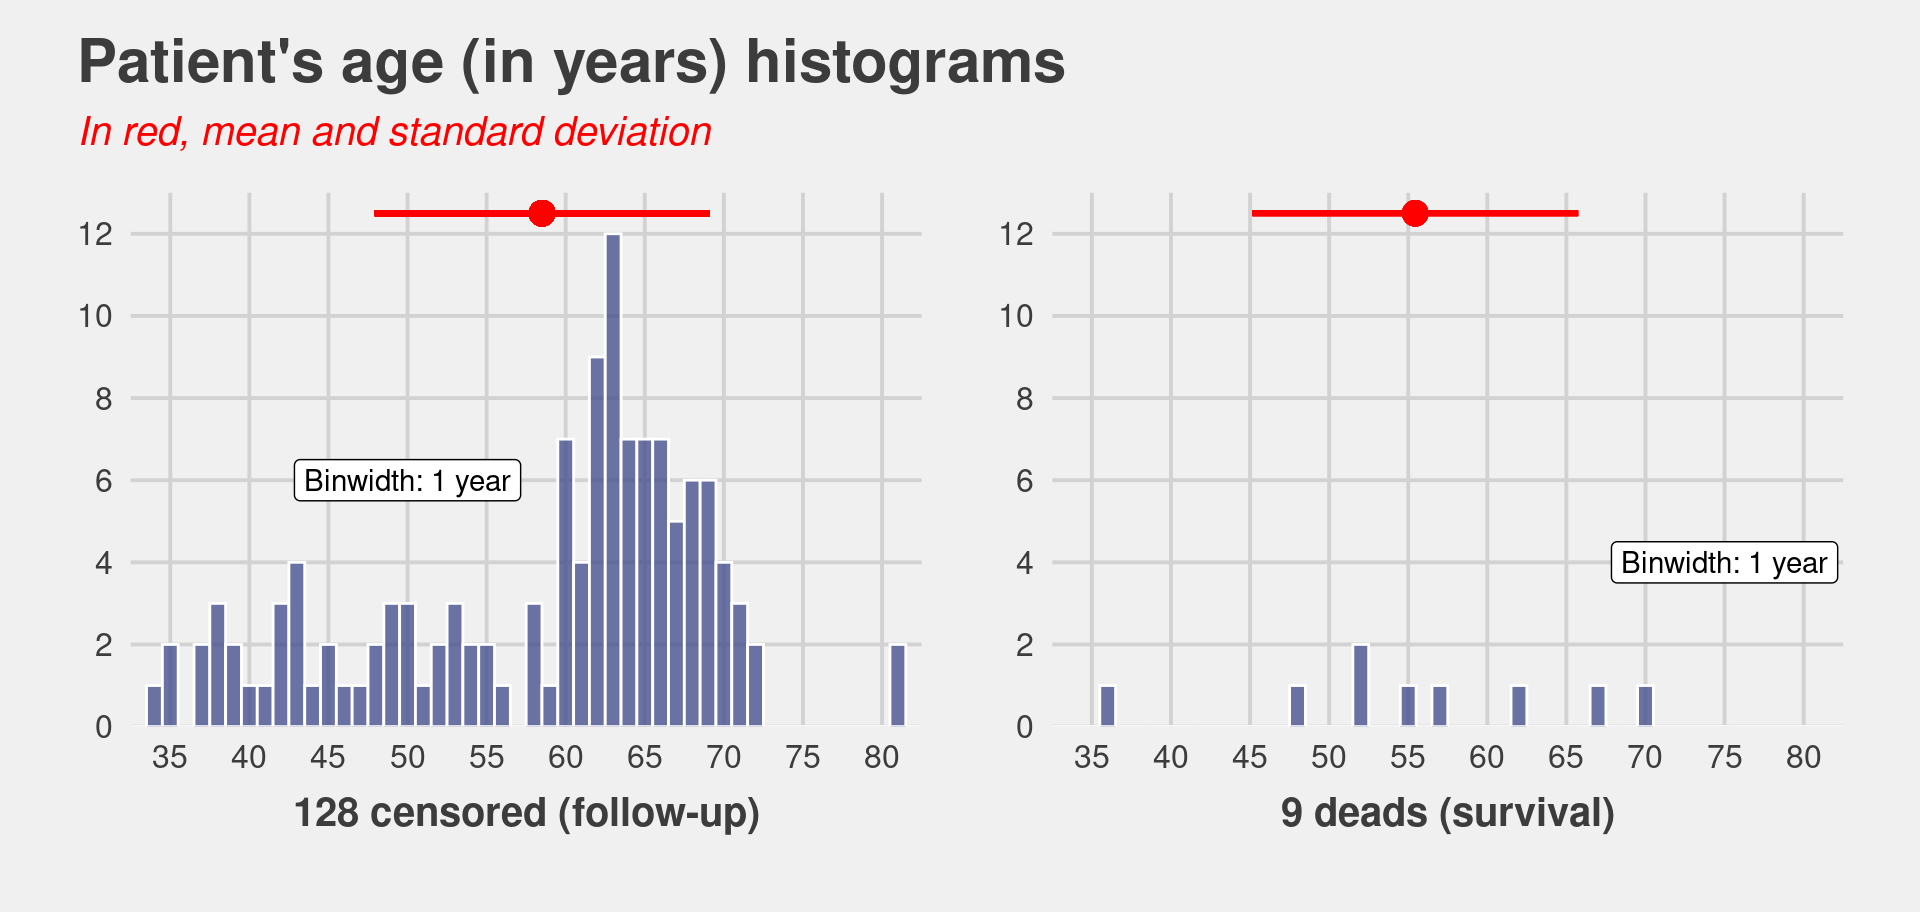 Patient's age (in years) histograms
In red, mean and standard deviation
12
10
8
6
4
2
0
Binwidth: 1 year
35 40 45 50 55 60 65 70 75 80
128 censored (follow-up)
12
10
8
6
4
2
0
Binwidth: 1 year
35 40 45 50 55 60 65 70 75 80
9 deads (survival)